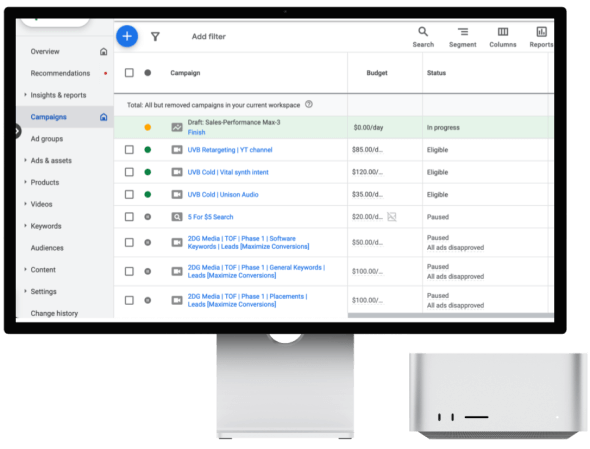 Add filter
Search
Segment
Columns
Reports
Overview
Recommendations
Insights & reports
Campaigns
Ad groups
Ads & assets
Products
Videos
Keywords
Audiences
Content
Settings
Change history
Campaign Budget Status
Total: All but removed campaigns in your current workspace
Draft: Sales-Performance Max-3
Finish
$0.00/day In progress
UVB Retargeting | YT channel $85.00/d... Eligible
UVB Cold | Vital synth intent $120.00/... Eligible
UVB Cold | Unison Audio $35.00/d... Eligible
5 For $5 Search $20.00/d... Paused
2DG Media | TOF | Phase 1 | Software
Keywords | Leads [Maximize Conversions]
$50.00/d... Paused
All ads disapproved
2DG Media | TOF | Phase 1 | General Keywords |
Leads [Maximize Conversions]
$100.00/... Paused
All ads disapproved
2DG Media | TOF | Phase 1 | Placements |
Leads [Maximize Conversions]
$100.00/... Paused
All ads disapproved